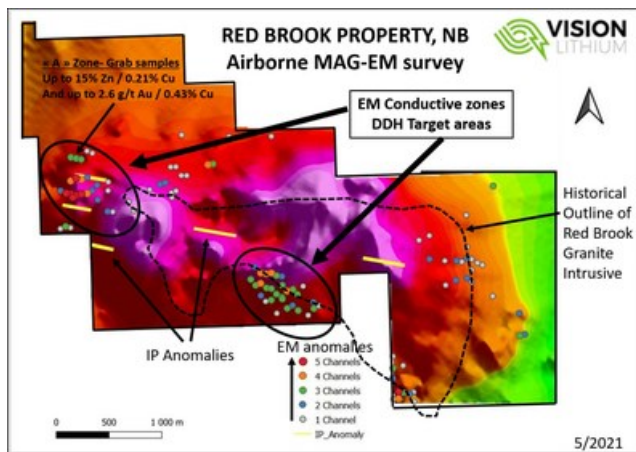 RED BROOK PROPERTY, NB
Airborne MAG-EM survey
VISION
LITHIUM
« A » Zone- Grab samples
Up to 15% Zn / 0.21% Cu
And up to 2.6 g/t Au / 0.43% Cu
EM Conductive zones
DDH Target areas
Historical
Outline of
Red Brook
Granite
Intrusive
IP Anomalies
EM anomalies
5 Channels
4 Channels
3 Channels
2 Channels
1 Channel
IP_Anomaly
0 500 1 000 m
5/2021